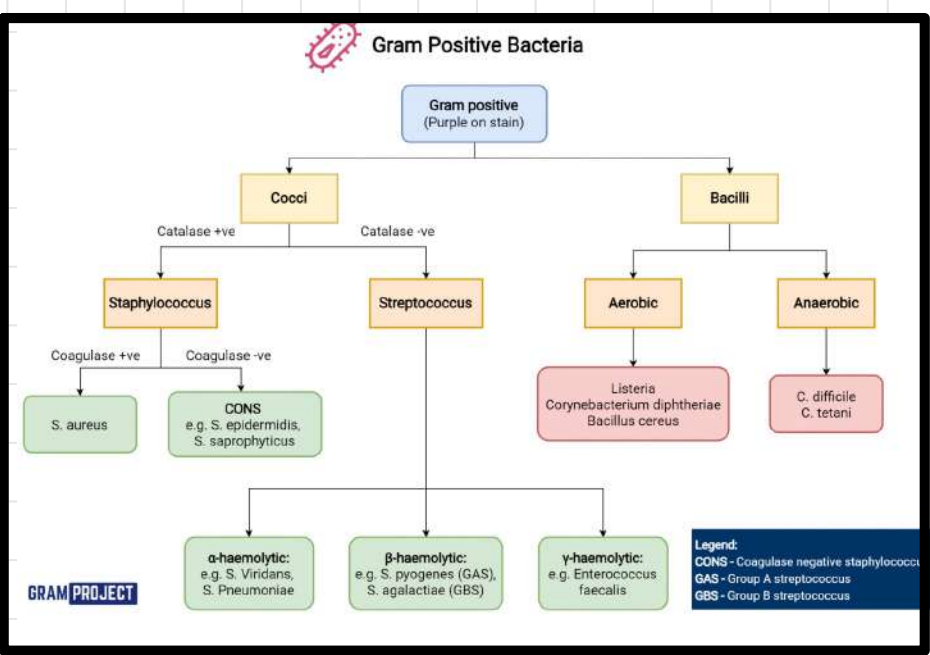 Gram Positive Bacteria
Gram positive
(Purple on stain)
Cocci
Bacilli
Catalase +ve
Catalase -ve
Staphylococcus
Streptococcus
Aerobic
Anaerobic
Coagulase +ve
Coagulase -ve
S. aureus
CONS
e.g. S. epidermidis,
S. saprophyticus
Listeria
Corynebacterium diphtheriae
Bacillus cereus
C. difficile
C. tetani
α-haemolytic:
e.g. S. Viridans,
S. Pneumoniae
β-haemolytic:
e.g. S. pyogenes (GAS),
S. agalactiae (GBS)
γ-haemolytic:
e.g. Enterococcus
faecalis
Legend:
CONS - Coagulase negative staphylococcu
GAS - Group A streptococcus
GBS - Group B streptococcus
GRAM PROJECT